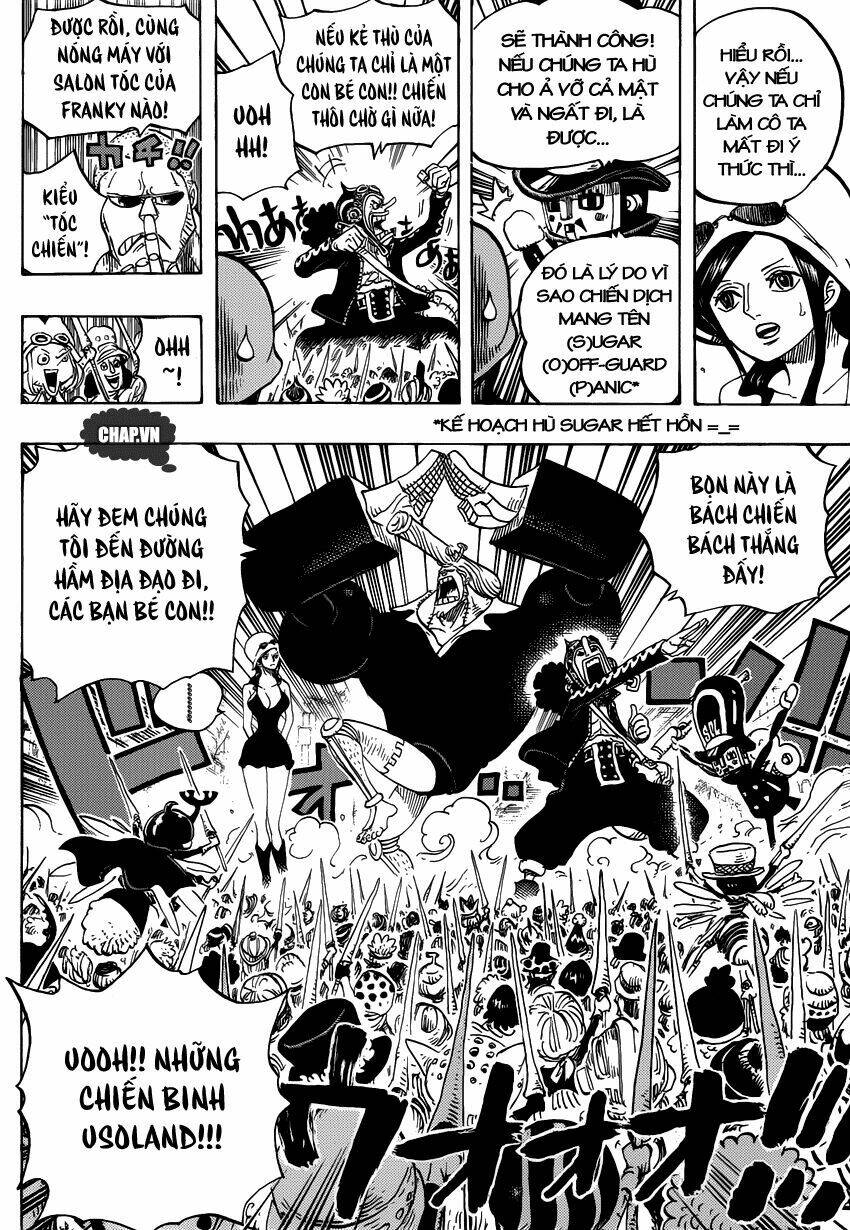 HIỂU RỒI...
VẬY NẾU
CHÚNG TA CHỈ
LÀM CÔ TA
MẤT ĐI Ý
THỨC THÌ...
SẼ THÀNH CÔNG!
NẾU CHÚNG TA HÙ
CHO Ả VỠ CẢ MẬT
VÀ NGẤT ĐI, LÀ
ĐƯỢC...
ĐÓ LÀ LÝ DO VÌ
SAO CHIẾN DỊCH
MANG TÊN
(S)UGAR
(O)OFF-GUARD
(P)ANIC*
*KẾ HOẠCH HÙ SUGAR HẾT HỒN =_=
NẾU KẺ THÙ CỦA
CHÚNG TA CHỈ LÀ MỘT
CON BÉ CON!! CHIẾN
THÔI CHỜ GÌ NỮA!
UOH
HH!
ĐƯỢC RỒI, CÙNG
NÓNG MÁY VỚI
SALON TÓC CỦA
FRANKY NÀO!
カチ!!
KIỂU
"TÓC
CHIẾN"!
OHH
~!
CHAP.VN
BỌN NÀY LÀ
BÁCH CHIẾN
BÁCH THẮNG
ĐẤY!
HÃY ĐEM CHÚNG
TÔI ĐẾN ĐƯỜNG
HẦM ĐỊA ĐẠO ĐI,
CÁC BẠN BÉ CON!!
UOOH!! NHỮNG
CHIẾN BINH
USOLAND!!!